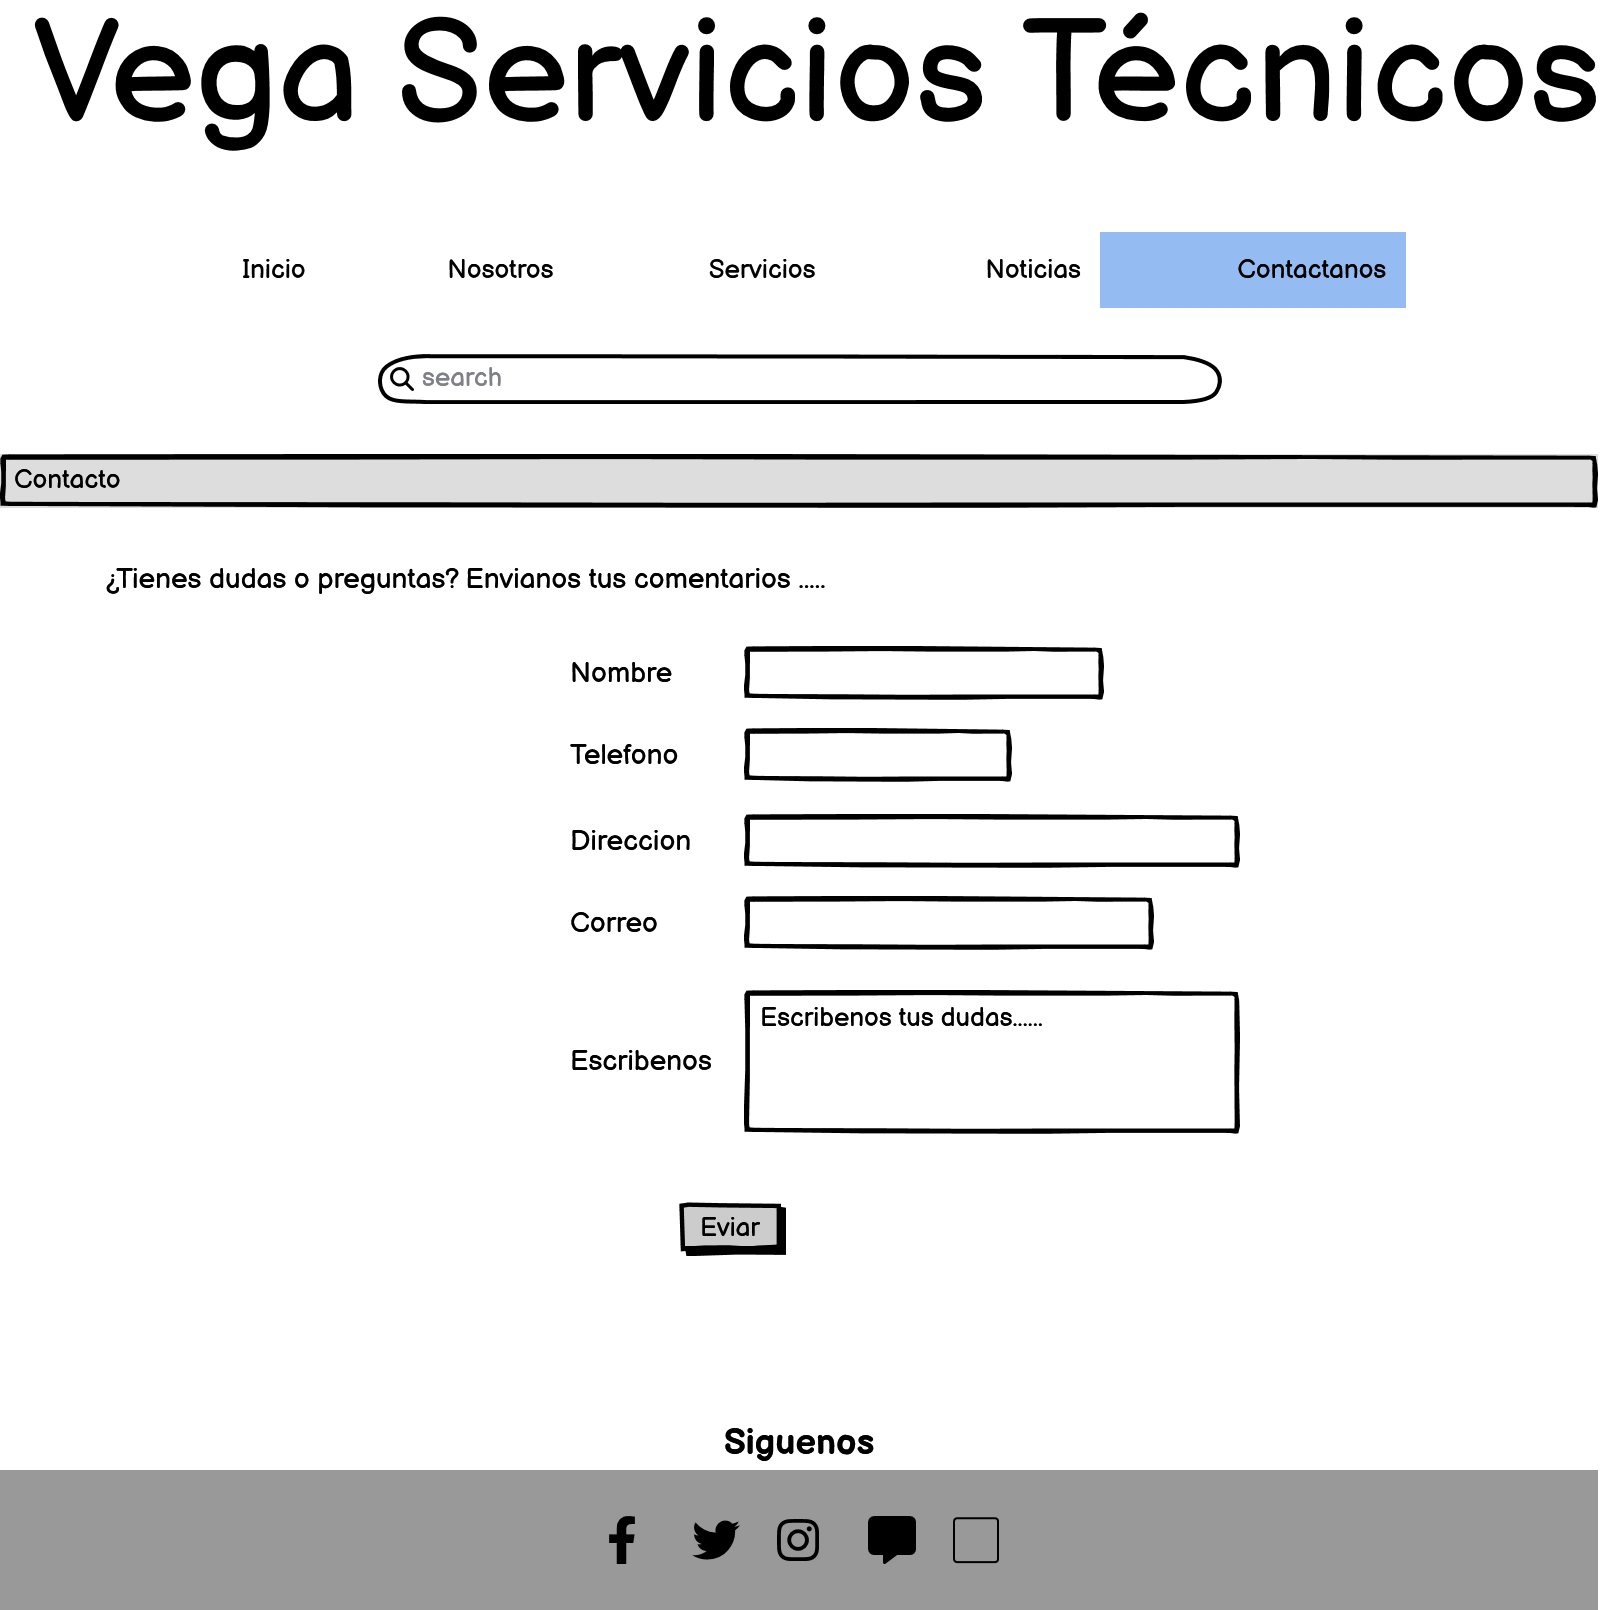 Vega Servicios Técnicos
Inicio Nosotros Servicios Noticias Contactanos
search
Contacto
¿Tienes dudas o preguntas? Envianos tus comentarios .....
Nombre
Telefono
Direccion
Correo
Escribenos tus dudas......
Escribenos
Eviar
Siguenos